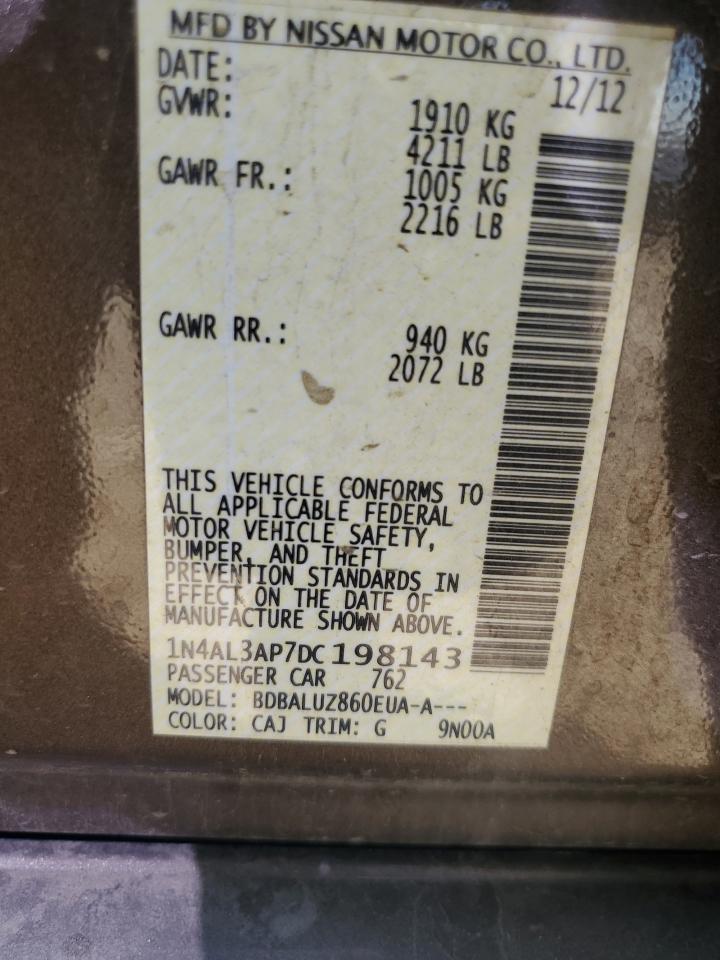 MFD BY NISSAN MOTOR CO., LTD.
DATE: 12/12
GVWR: 1910 KG
4211 LB
GAWR FR.: 1005 KG
2216 LB
GAWR RR.: 940 KG
2072 LB
THIS VEHICLE CONFORMS TO
ALL APPLICABLE FEDERAL
MOTOR VEHICLE SAFETY,
BUMPER, AND THEFT
PREVENTION STANDARDS IN
EFFECT ON THE DATE OF
MANUFACTURE SHOWN ABOVE.
1N4AL3AP7DC198143
PASSENGER CAR 762
MODEL: BDBALUZ860EUA-A---
COLOR: CAJ TRIM: G 9N00A